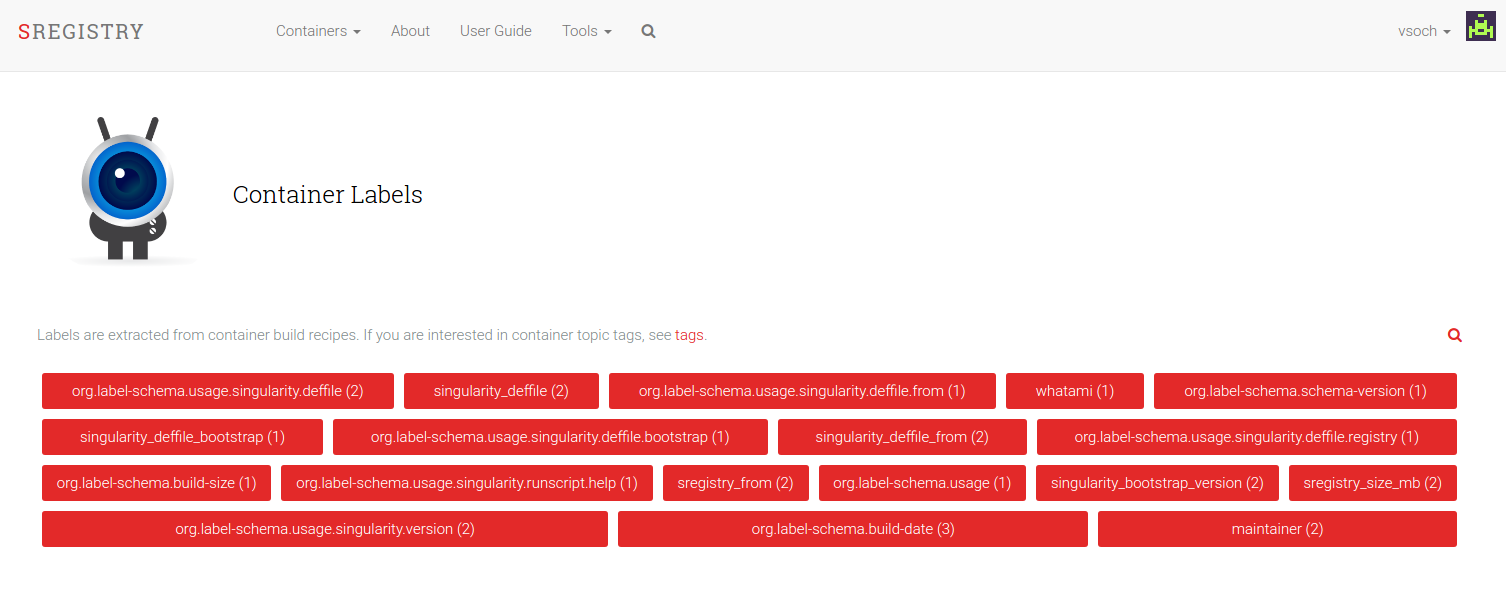 SREGISTRY Containers About User Guide Tools vsoch
Container Labels
Labels are extracted from container build recipes. If you are interested in container topic tags, see tags.
org.label-schema.usage.singularity.deffile (2) singularity_deffile (2) org.label-schema.usage.singularity.deffile.from (1) whatami (1) org.label-schema.schema-version (1)
singularity_deffile_bootstrap (1) org.label-schema.usage.singularity.deffile.bootstrap (1) singularity_deffile_from (2) org.label-schema.usage.singularity.deffile.registry (1)
org.label-schema.build-size (1) org.label-schema.usage.singularity.runscript.help (1) sregistry_from (2) org.label-schema.usage (1) singularity_bootstrap_version (2) sregistry_size_mb (2)
org.label-schema.usage.singularity.version (2) org.label-schema.build-date (3) maintainer (2)